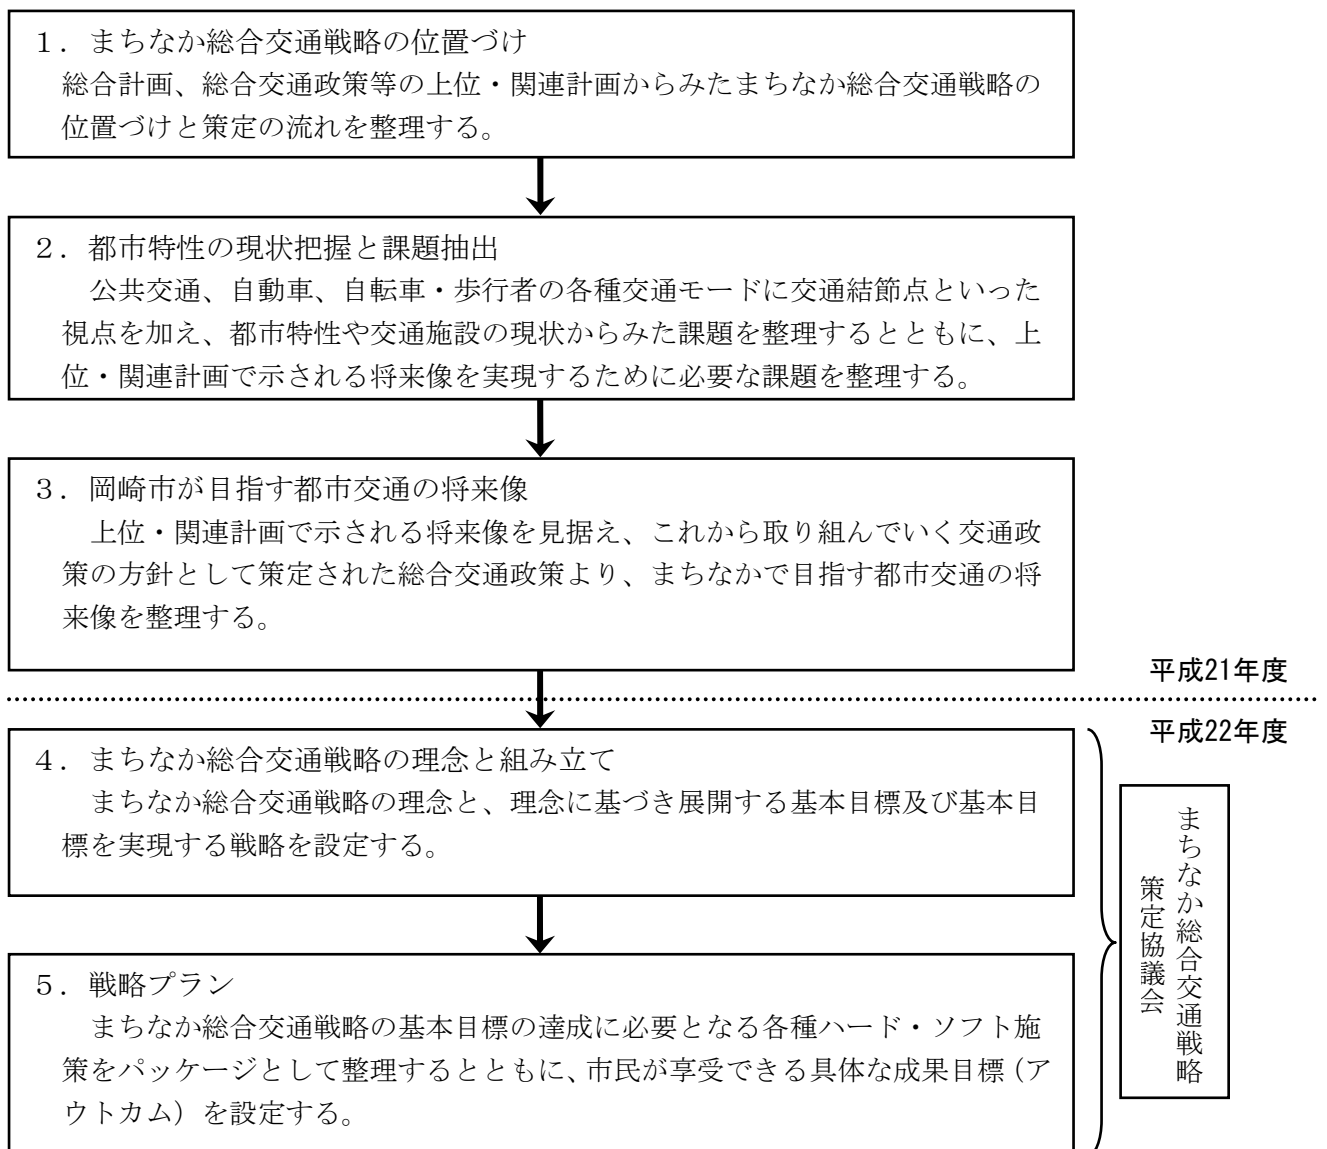 １．まちなか総合交通戦略の位置づけ
総合計画、総合交通政策等の上位・関連計画からみたまちなか総合交通戦略の
位置づけと策定の流れを整理する。
２．都市特性の現状把握と課題抽出
公共交通、自動車、自転車・歩行者の各種交通モードに交通結節点といった
視点を加え、都市特性や交通施設の現状からみた課題を整理するとともに、上
位・関連計画で示される将来像を実現するために必要な課題を整理する。
３．岡崎市が目指す都市交通の将来像
上位・関連計画で示される将来像を見据え、これから取り組んでいく交通政
策の方針として策定された総合交通政策より、まちなかで目指す都市交通の将
来像を整理する。
平成21年度
平成22年度
４．まちなか総合交通戦略の理念と組み立て
まちなか総合交通戦略の理念と、理念に基づき展開する基本目標及び基本目
標を実現する戦略を設定する。
５．戦略プラン
まちなか総合交通戦略の基本目標の達成に必要となる各種ハード・ソフト施
策をパッケージとして整理するとともに、市民が享受できる具体な成果目標（ア
ウトカム）を設定する。
まちなか総合交通戦略
策定協議会